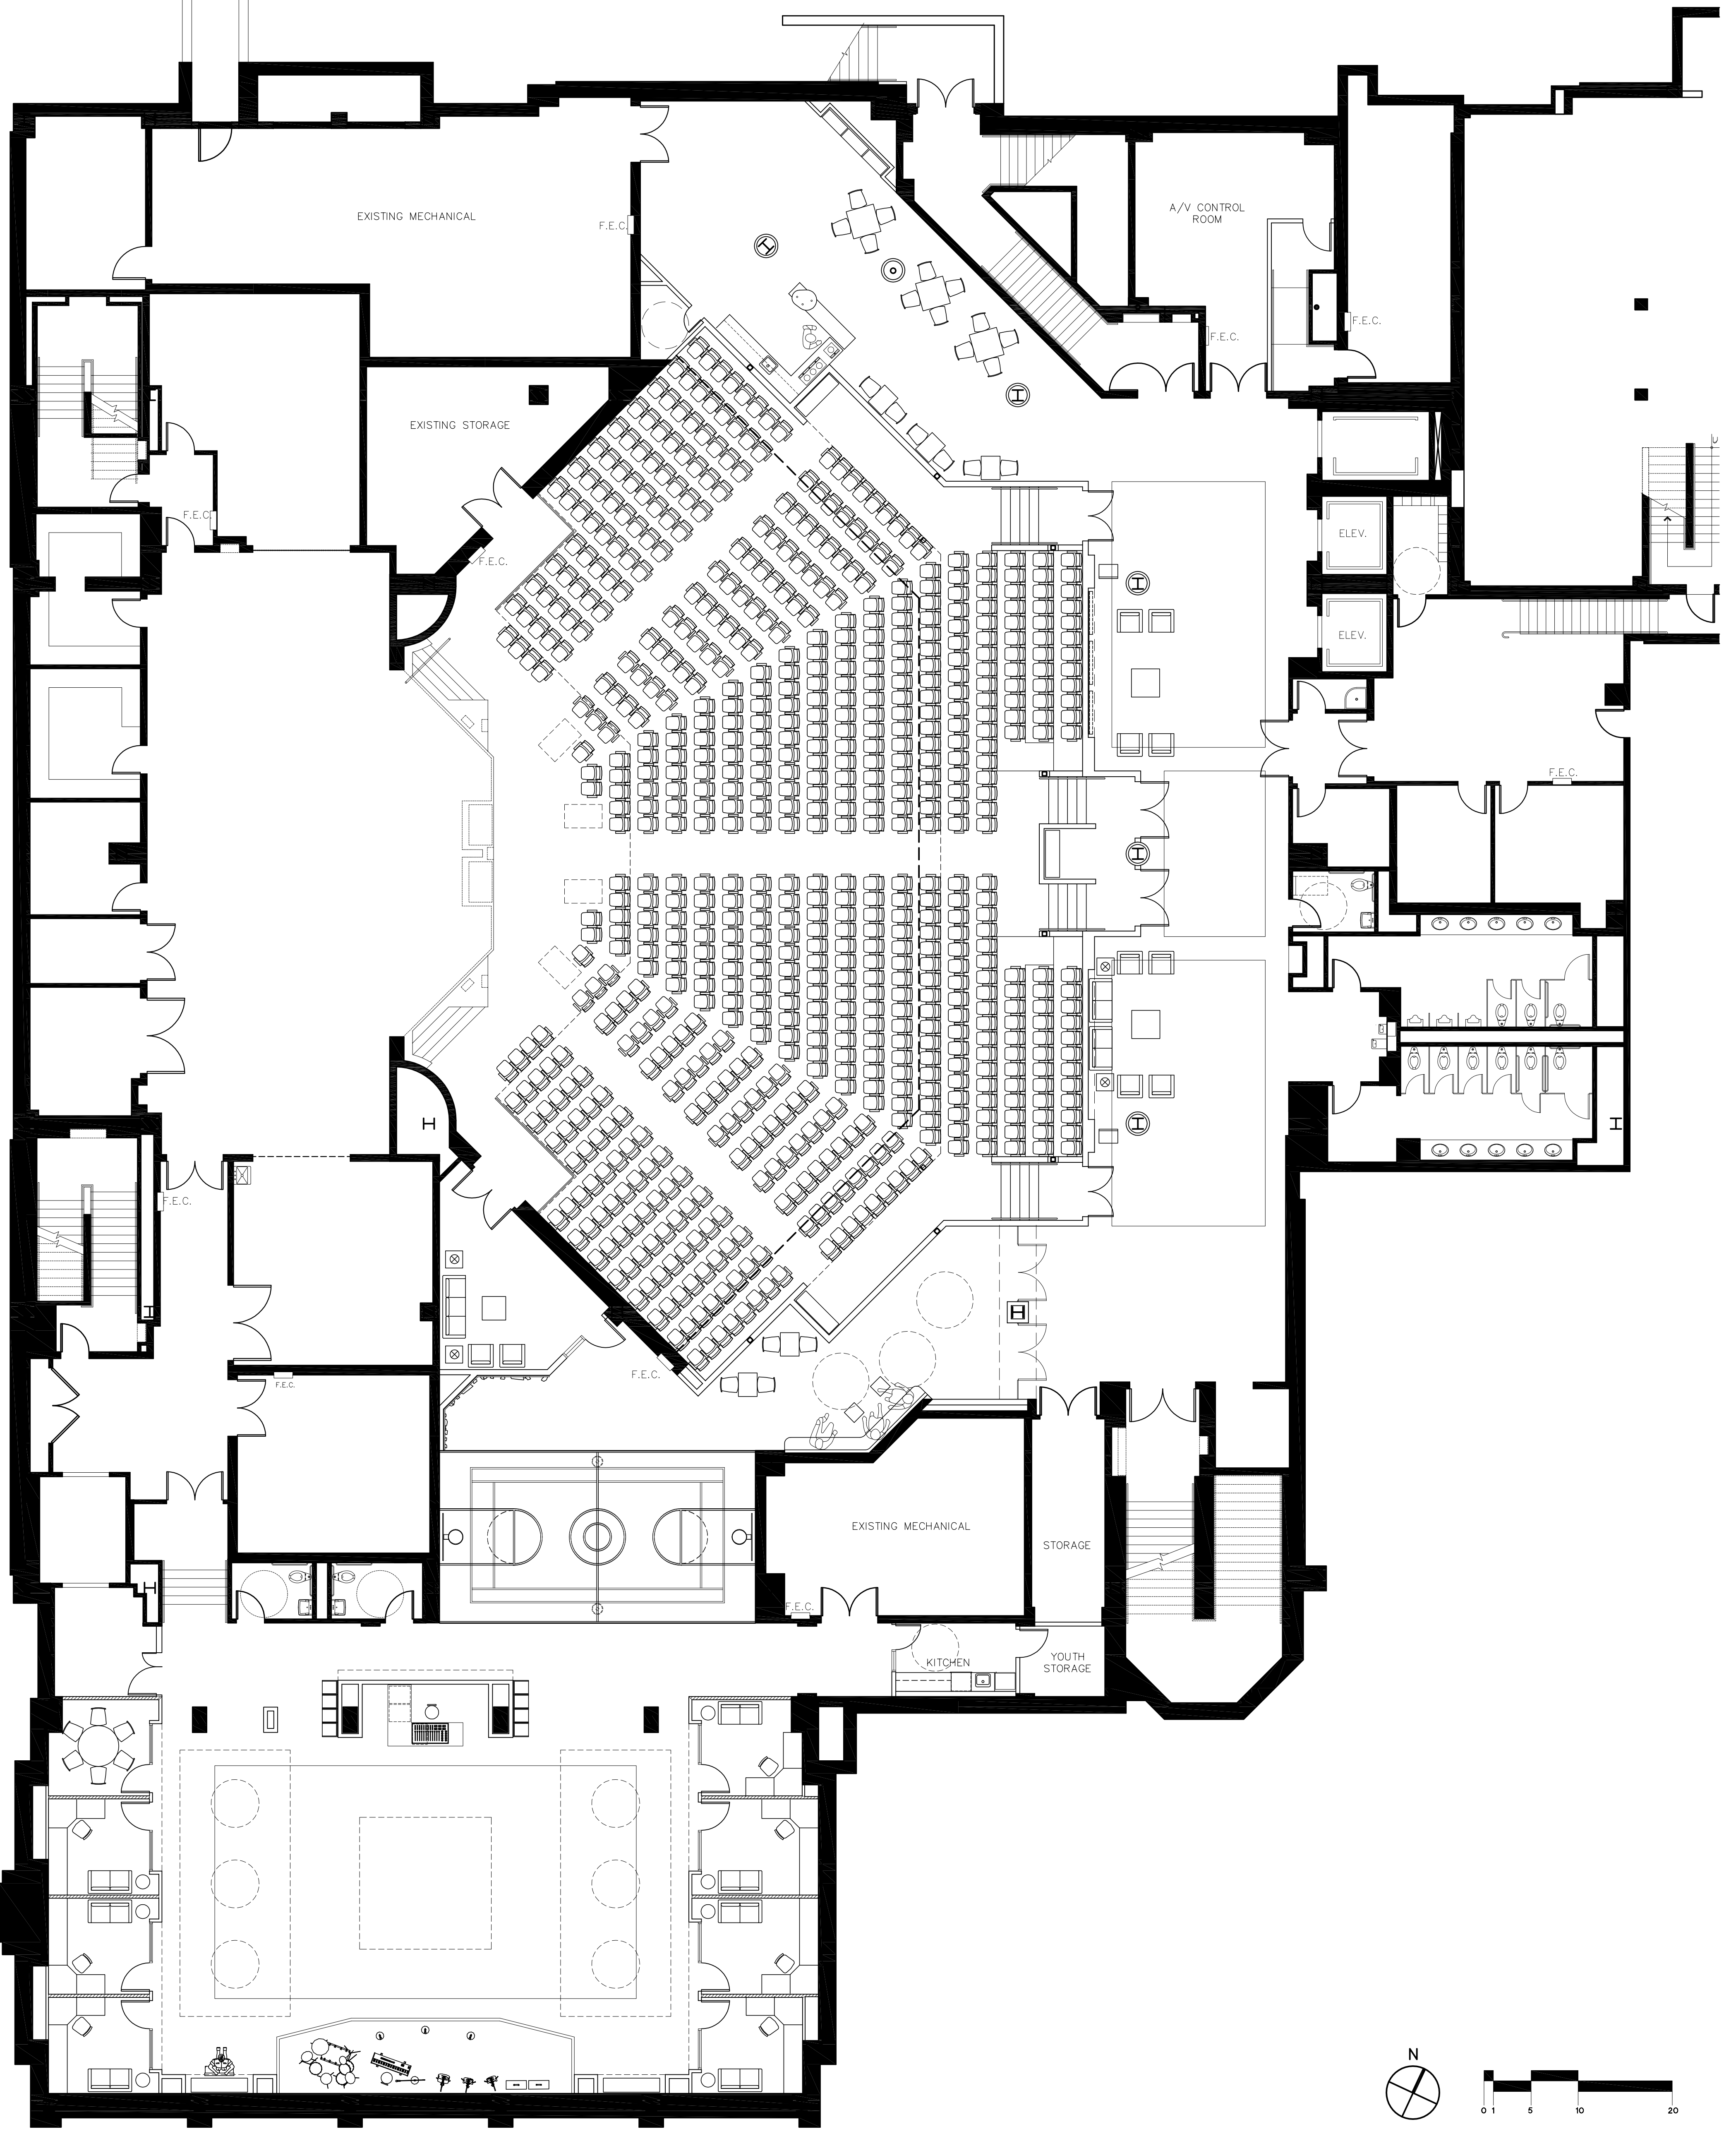 EXISTING MECHANICAL
F.E.C.
A/V CONTROL
ROOM
F.E.C.
F.E.C.
EXISTING STORAGE
U
F.E.C.
F.E.C.
ELEV.
ELEV.
F.E.C.
F.E.C.
F.E.C.
F.E.C.
EXISTING MECHANICAL
STORAGE
F.E.C.
KITCHEN
YOUTH
STORAGE
N
0 1 5 10 20